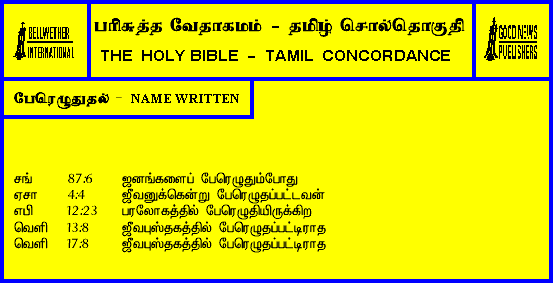 BELLWETHER
INTERNATIONAL
பரிசுத்த வேதாகமம் - தமிழ் சொல்தொகுதி
THE HOLY BIBLE - TAMIL CONCORDANCE
GOOD NEWS
PUBLISHERS
பேரெழுதுதல் - NAME WRITTEN
சங் 87:6 ஜனங்களைப் பேரெழுதும்போது
ஏசா 4:4 ஜீவனுக்கென்று பேரெழுதப்பட்டவன்
எபி 12:23 பரலோகத்தில் பேரெழுதியிருக்கிற
வெளி 13:8 ஜீவபுஸ்தகத்தில் பேரெழுதப்பட்டிராத
வெளி 17:8 ஜீவபுஸ்தகத்தில் பேரெழுதப்பட்டிராத